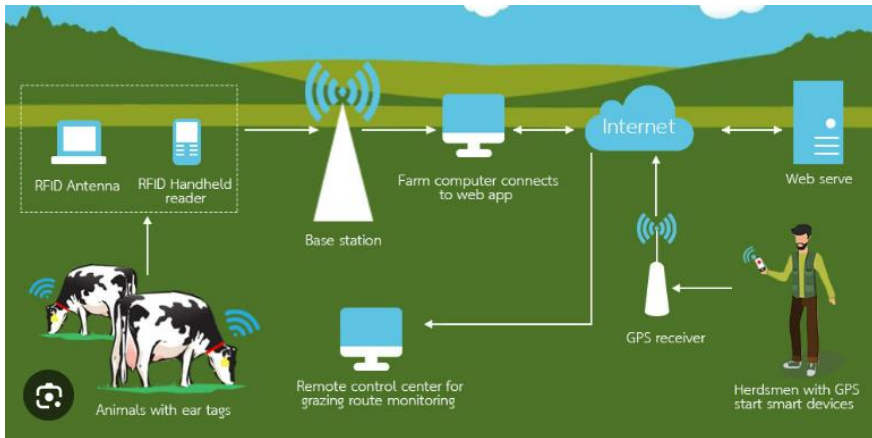 RFID Antenna
RFID Handheld
reader
Base station
Farm computer connects
to web app
Internet
Web serve
GPS receiver
Herdsmen with GPS
start smart devices
Remote control center for
grazing route monitoring
Animals with ear tags